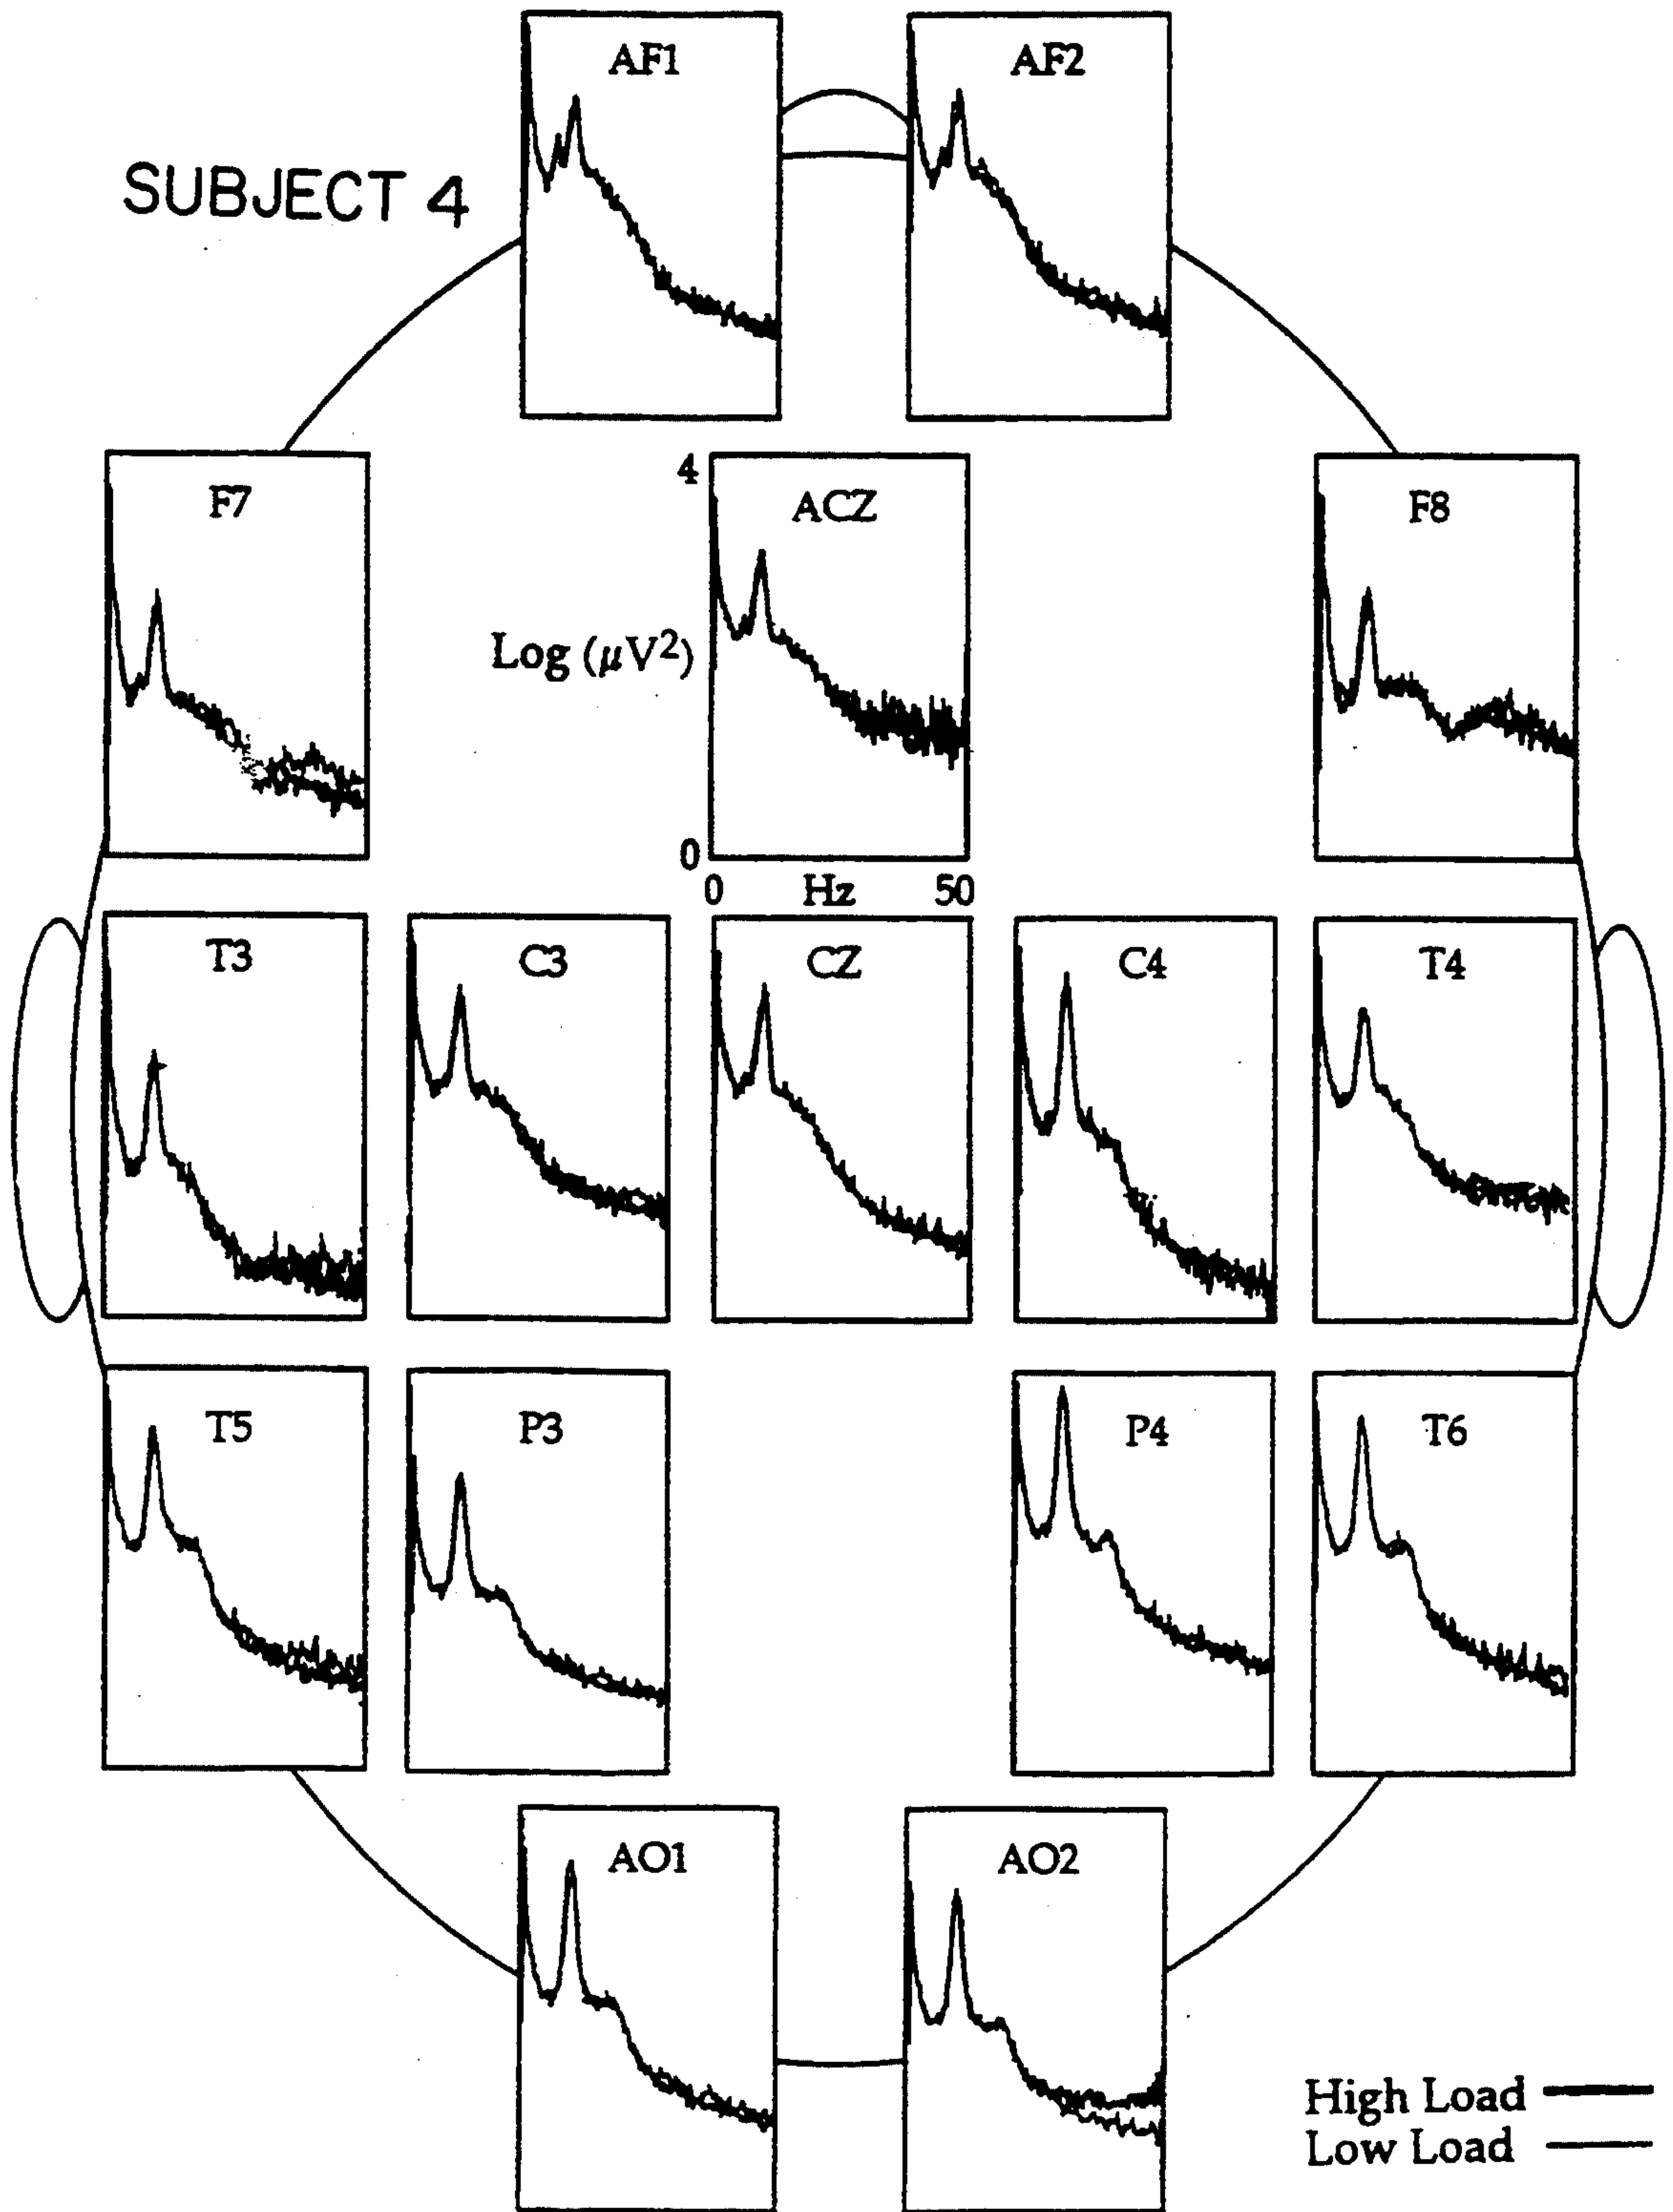 AF1 AF2
SUBJECT 4
F7 ACZ F8
4
Log (μV²)
0
0 Hz 50
T3 C3 CZ C4 T4
T5 P3 P4 T6
AO1 AO2
High Load
Low Load